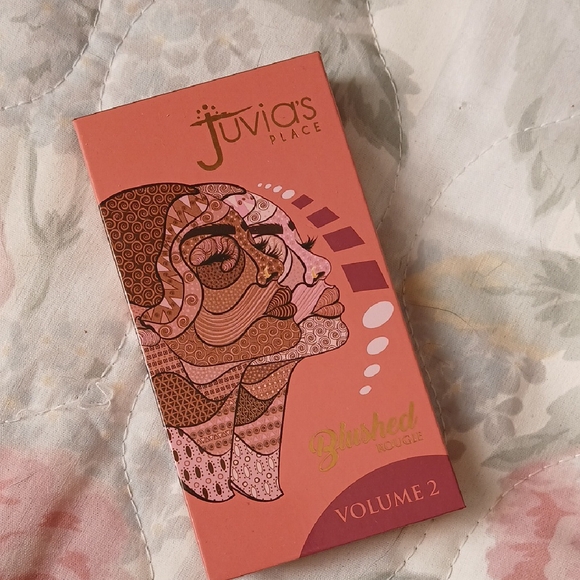 Juvia's
PLACE
Blushed
ROUGE
VOLUME 2